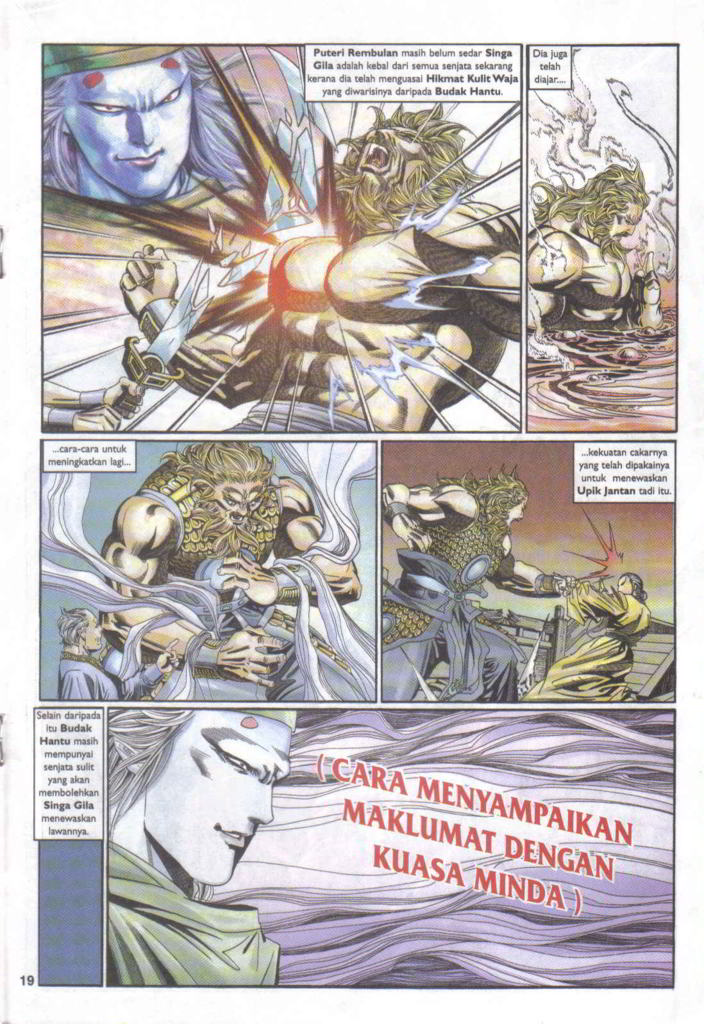 Puteri Rembulan masih belum sedar Singa
Gila adalah kebal dari semua senjata sekarang
kerana dia telah menguasai Hikmat Kulit Waja
yang diwarisinya daripada Budak Hantu.
Dia juga
telah
diajar....
...cara-cara untuk
meningkatkan lagi...
...kekuatan cakarnya
yang telah dipakainya
untuk menewaskan
Upik Jantan tadi itu.
Selain daripada
itu Budak
Hantu masih
mempunyai
senjata sulit
yang akan
membolehkan
Singa Gila
menewaskan
lawannya.
( CARA MENYAMPAIKAN
MAKLUMAT DENGAN
KUASA MINDA )
19